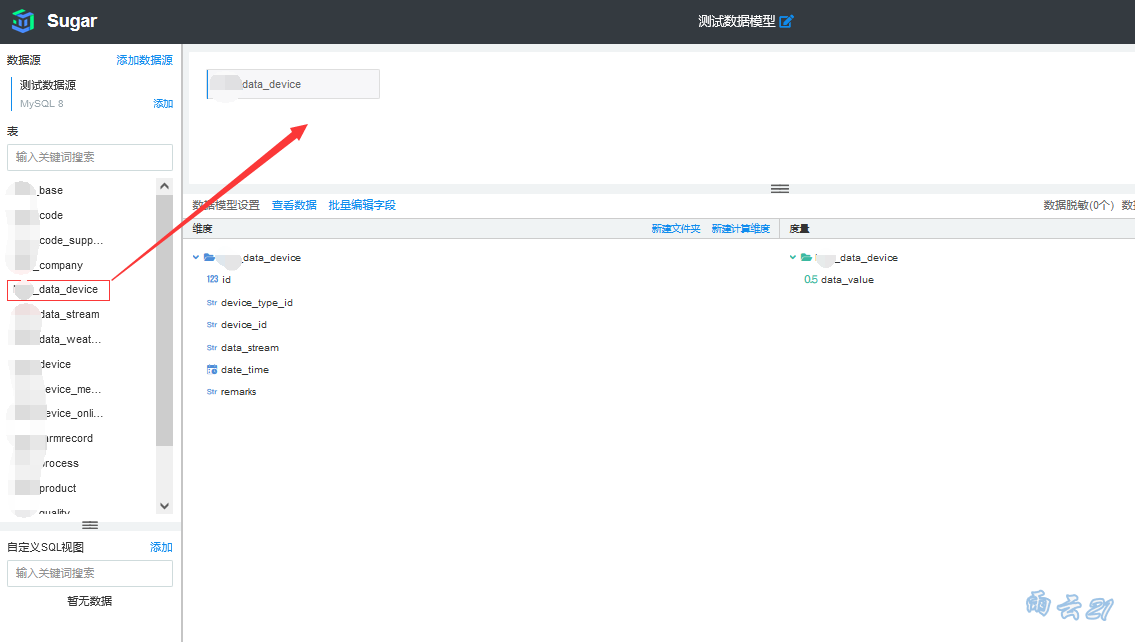 Sugar
测试数据模型
数据源 添加数据源
测试数据源
MySQL 8 添加
表
输入关键词搜索
_base
code
code_supp...
_company
_data_device
data_stream
data_weat...
device
evice_me...
evice_onli...
armrecord
process
product
quality
自定义SQL视图 添加
输入关键词搜索
暂无数据
data_device
数据模型设置 查看数据 批量编辑字段 数据脱敏(0个)
维度 新建文件夹 新建计算维度 度量
_data_device
123 id
Str device_type_id
Str device_id
Str data_stream
date_time
Str remarks
_data_device
0.5 data_value
雨云21